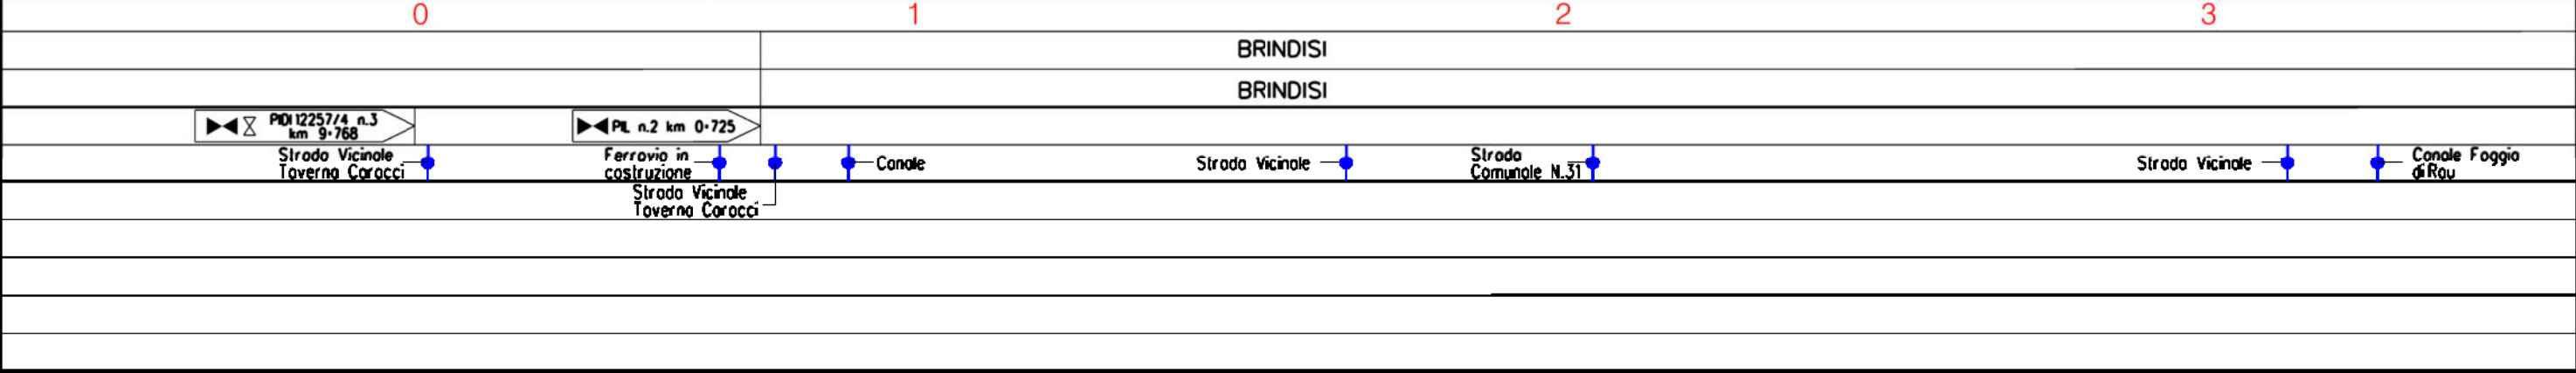 0 1 2 3
BRINDISI
BRINDISI
PIDI 12257/4 n.3
km 9+768
PIL n.2 km 0+725
Strada Vicinale
Taverna Caracci
Ferrovia in
costruzione
Strada Vicinale
Taverna Caracci
Canale
Strada Vicinale
Strada
Comunale N.31
Strada Vicinale
Canale Foggia
di Rau